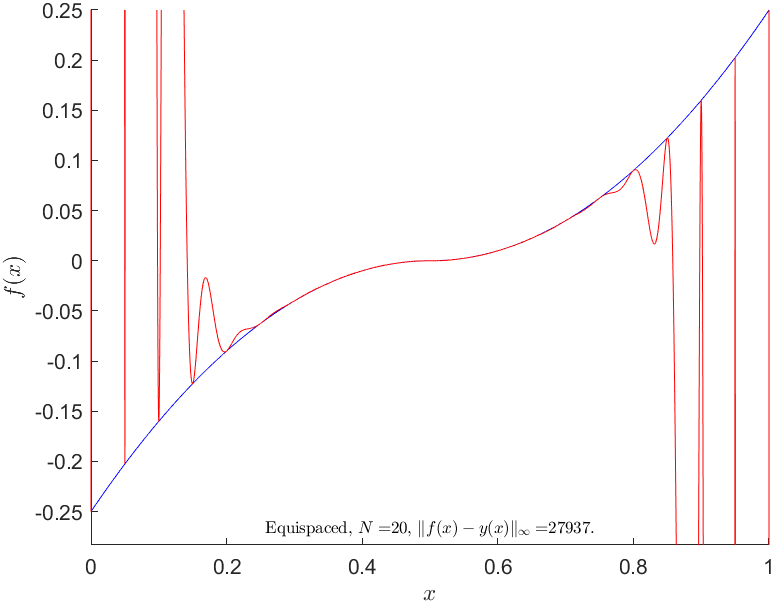 0.25
0.2
0.15
0.1
0.05
0
-0.05
-0.1
-0.15
-0.2
-0.25
f(x)
Equispaced, N =20, ‖f(x) − y(x)‖∞ =27937.
0 0.2 0.4 0.6 0.8 1
x